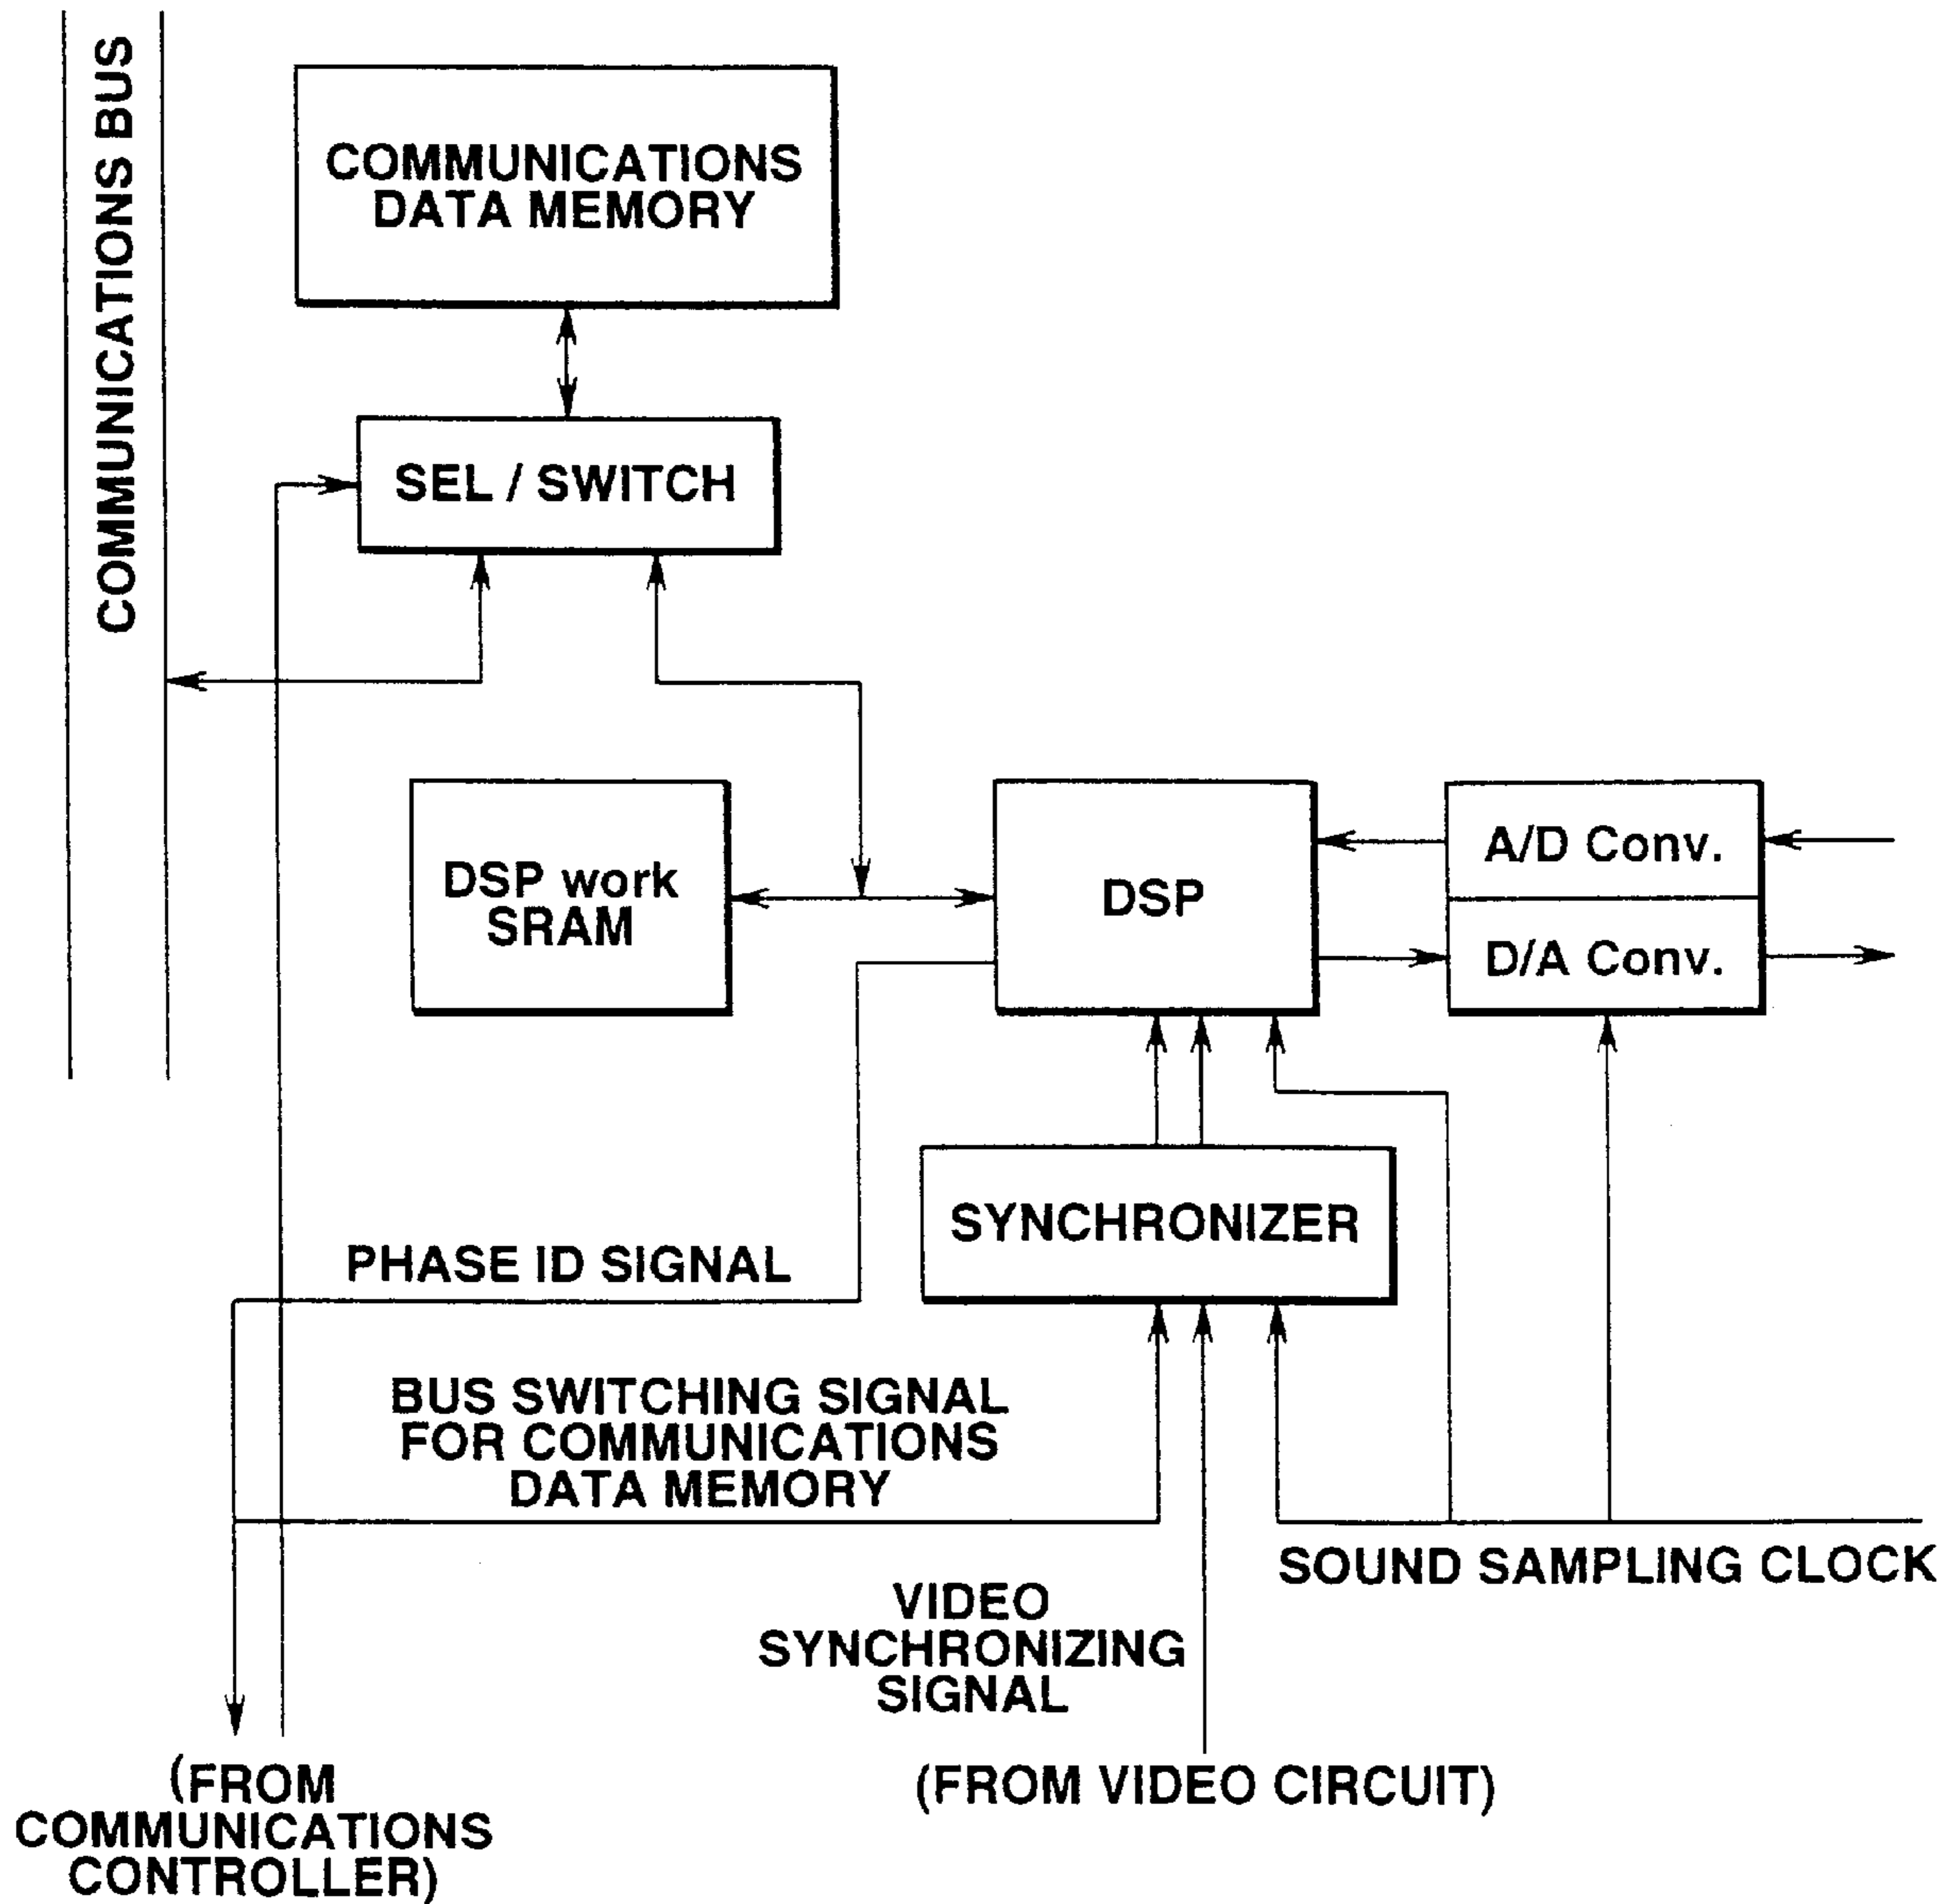 COMMUNICATIONS BUS
COMMUNICATIONS
DATA MEMORY
SEL / SWITCH
DSP work
SRAM
DSP
A/D Conv.
D/A Conv.
SYNCHRONIZER
PHASE ID SIGNAL
BUS SWITCHING SIGNAL
FOR COMMUNICATIONS
DATA MEMORY
SOUND SAMPLING CLOCK
VIDEO
SYNCHRONIZING
SIGNAL
(FROM
COMMUNICATIONS
CONTROLLER)
(FROM VIDEO CIRCUIT)